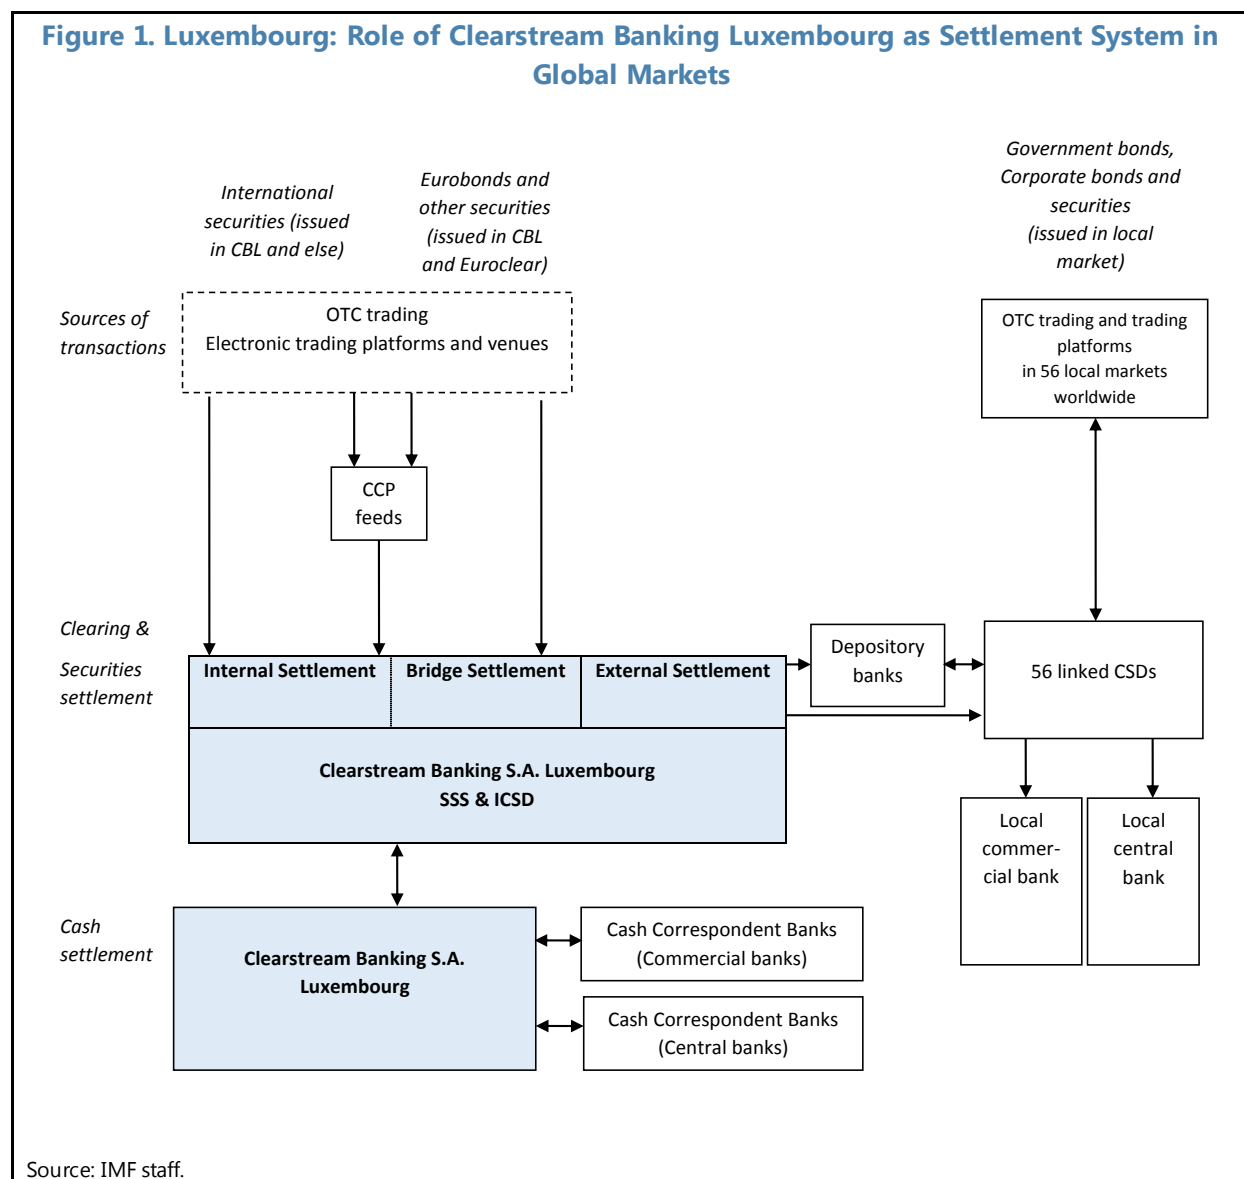 Figure 1. Luxembourg: Role of Clearstream Banking Luxembourg as Settlement System in
Global Markets
International
securities (issued
in CBL and else)
Eurobonds and
other securities
(issued in CBL
and Euroclear)
Government bonds,
Corporate bonds and
securities
(issued in local
market)
Sources of
transactions
OTC trading
Electronic trading platforms and venues
OTC trading and trading
platforms
in 56 local markets
worldwide
CCP
feeds
Clearing &
Securities
settlement
Internal Settlement
Bridge Settlement
External Settlement
Depository
banks
56 linked CSDs
Clearstream Banking S.A. Luxembourg
SSS & ICSD
Local
commer-
cial bank
Local
central
bank
Cash
settlement
Clearstream Banking S.A.
Luxembourg
Cash Correspondent Banks
(Commercial banks)
Cash Correspondent Banks
(Central banks)
Source: IMF staff.